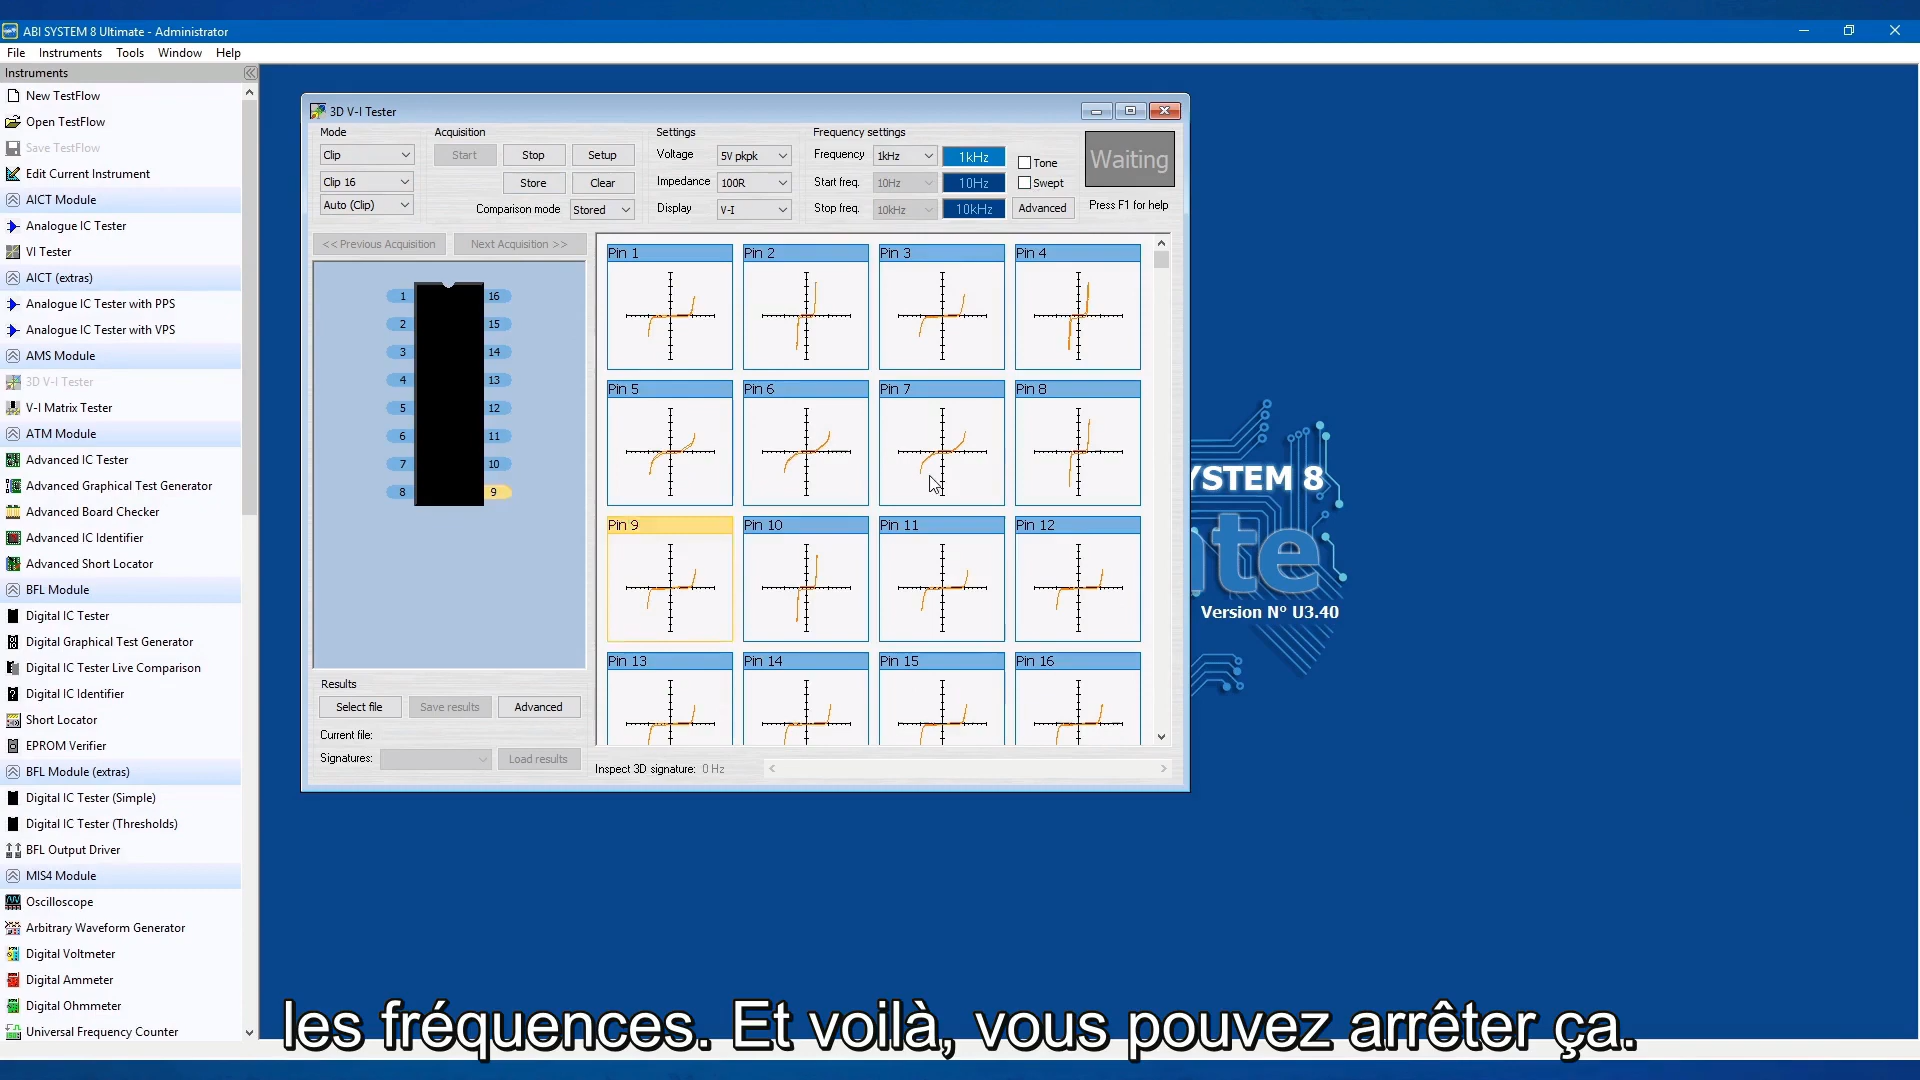 ABI SYSTEM 8 Ultimate - Administrator
File Instruments Tools Window Help
Instruments
New TestFlow
Open TestFlow
Save TestFlow
Edit Current Instrument
AICT Module
Analogue IC Tester
VI Tester
AICT (extras)
Analogue IC Tester with PPS
Analogue IC Tester with VPS
AMS Module
3D V-I Tester
V-I Matrix Tester
ATM Module
Advanced IC Tester
Advanced Graphical Test Generator
Advanced Board Checker
Advanced IC Identifier
Advanced Short Locator
BFL Module
Digital IC Tester
Digital Graphical Test Generator
Digital IC Tester Live Comparison
Digital IC Identifier
Short Locator
EPROM Verifier
BFL Module (extras)
Digital IC Tester (Simple)
Digital IC Tester (Thresholds)
BFL Output Driver
MIS4 Module
Oscilloscope
Arbitrary Waveform Generator
Digital Voltmeter
Digital Ammeter
Digital Ohmmeter
Universal Frequency Counter
3D V-I Tester
Mode Acquisition Settings Frequency settings
Clip Start Stop Setup Voltage 5V pkpk Frequency 1kHz 1kHz Tone Waiting
Clip 16 Store Clear Impedance 100R Start freq. 10Hz 10Hz Swept
Auto (Clip) Comparison mode Stored Display V-I Stop freq. 10kHz 10kHz Advanced Press F1 for help
<< Previous Acquisition Next Acquisition >>
1 16
2 15
3 14
4 13
5 12
6 11
7 10
8 9
Pin 1 Pin 2 Pin 3 Pin 4
Pin 5 Pin 6 Pin 7 Pin 8
Pin 9 Pin 10 Pin 11 Pin 12
Pin 13 Pin 14 Pin 15 Pin 16
Results
Select file Save results Advanced
Current file:
Signatures: Load results
Inspect 3D signature: 0 Hz
YSTEM 8
te
Version N° U3.40
les fréquences. Et voilà, vous pouvez arrêter ça.